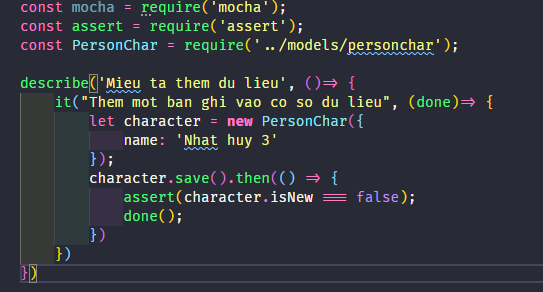 const mocha = require('mocha');
const assert = require('assert');
const PersonChar = require('../models/personchar');
describe('Mieu ta them du lieu', ()=> {
it("Them mot ban ghi vao co so du lieu", (done)=> {
let character = new PersonChar({
name: 'Nhat huy 3'
});
character.save().then(() => {
assert(character.isNew === false);
done();
})
})
})